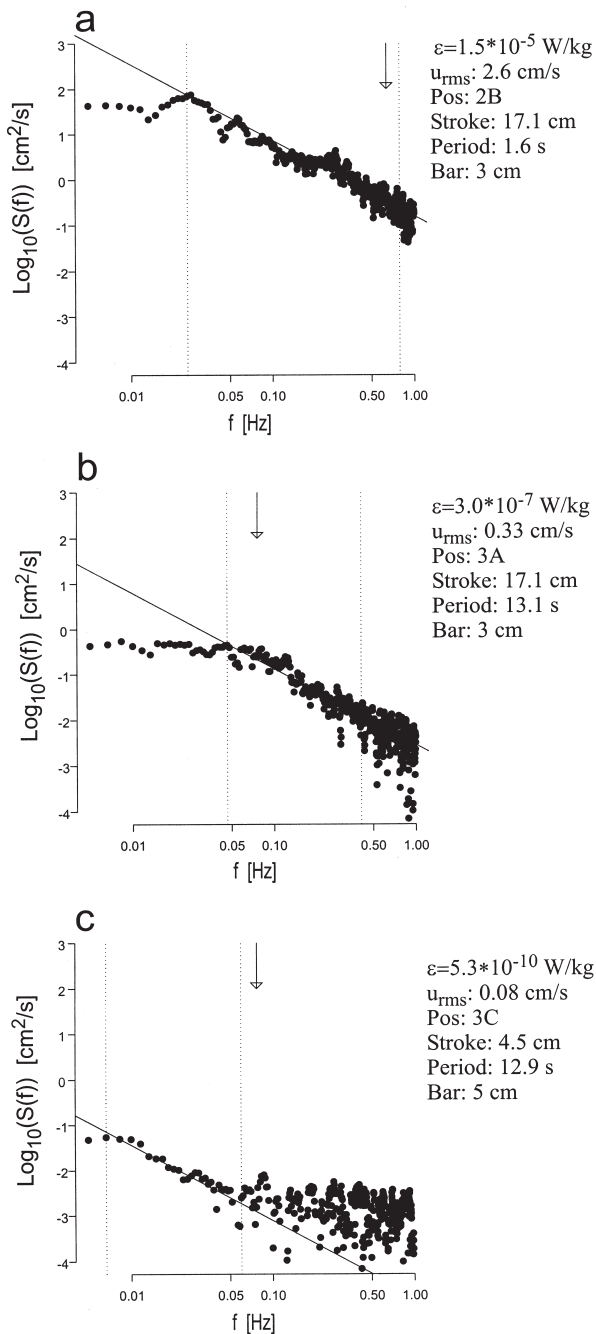 a
ε=1.5*10⁻⁵ W/kg
u_rms: 2.6 cm/s
Pos: 2B
Stroke: 17.1 cm
Period: 1.6 s
Bar: 3 cm
Log₁₀(S(f)) [cm²/s]
3
2
1
0
-1
-2
-3
-4
0.01 0.05 0.10 0.50 1.00
f [Hz]
b
ε=3.0*10⁻⁷ W/kg
u_rms: 0.33 cm/s
Pos: 3A
Stroke: 17.1 cm
Period: 13.1 s
Bar: 3 cm
Log₁₀(S(f)) [cm²/s]
3
2
1
0
-1
-2
-3
-4
0.01 0.05 0.10 0.50 1.00
f [Hz]
c
ε=5.3*10⁻¹⁰ W/kg
u_rms: 0.08 cm/s
Pos: 3C
Stroke: 4.5 cm
Period: 12.9 s
Bar: 5 cm
Log₁₀(S(f)) [cm²/s]
3
2
1
0
-1
-2
-3
-4
0.01 0.05 0.10 0.50 1.00
f [Hz]